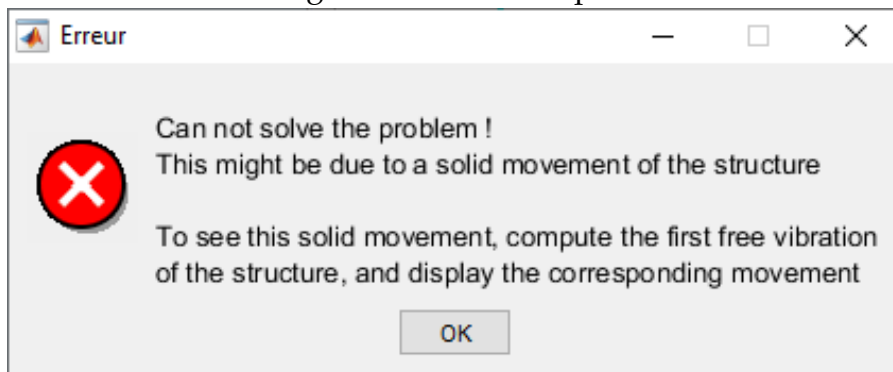 Erreur
Can not solve the problem !
This might be due to a solid movement of the structure
To see this solid movement, compute the first free vibration
of the structure, and display the corresponding movement
OK